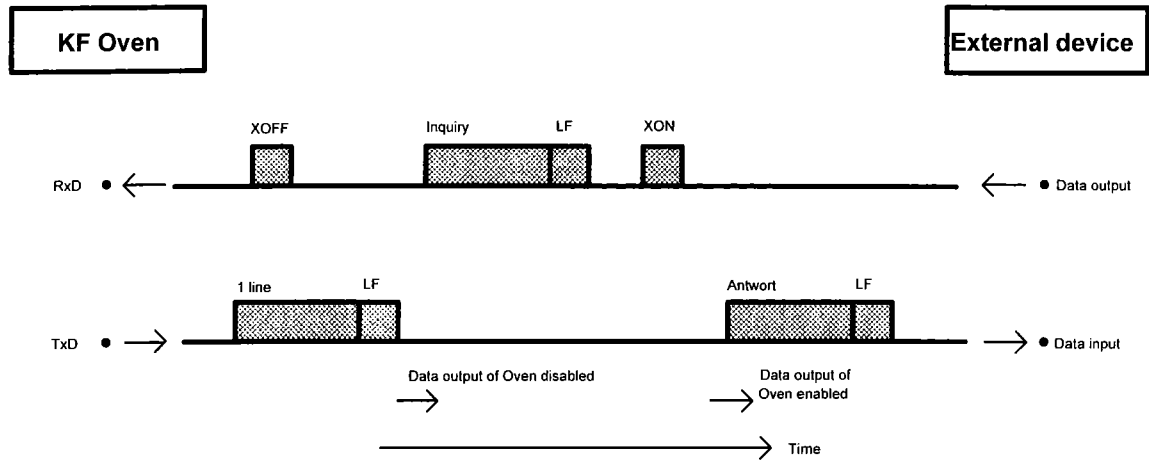 KF Oven
External device
XOFF
Inquiry
LF
XON
RxD
Data output
1 line
LF
Antwort
LF
TxD
Data input
Data output of Oven disabled
Data output of
Oven enabled
Time